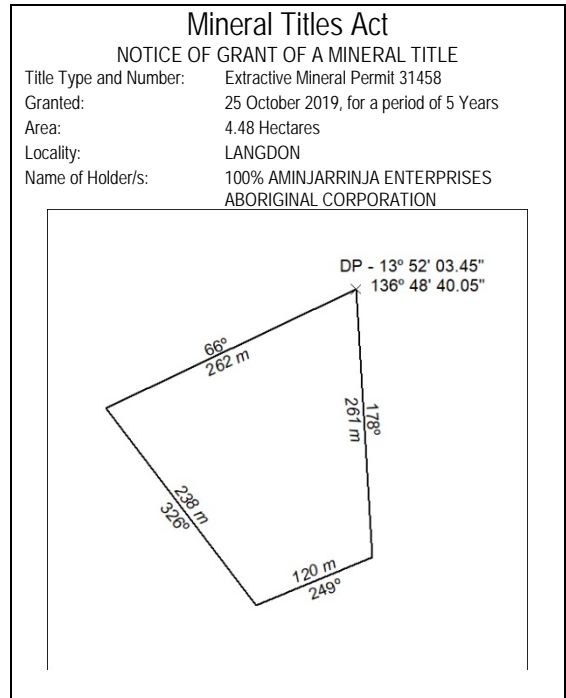 Mineral Titles Act
NOTICE OF GRANT OF A MINERAL TITLE
Title Type and Number: Extractive Mineral Permit 31458
Granted: 25 October 2019, for a period of 5 Years
Area: 4.48 Hectares
Locality: LANGDON
Name of Holder/s: 100% AMINJARRINJA ENTERPRISES
ABORIGINAL CORPORATION
DP - 13º 52' 03.45"
136º 48' 40.05"
66º
262 m
178º
261 m
238 m
326º
120 m
249º